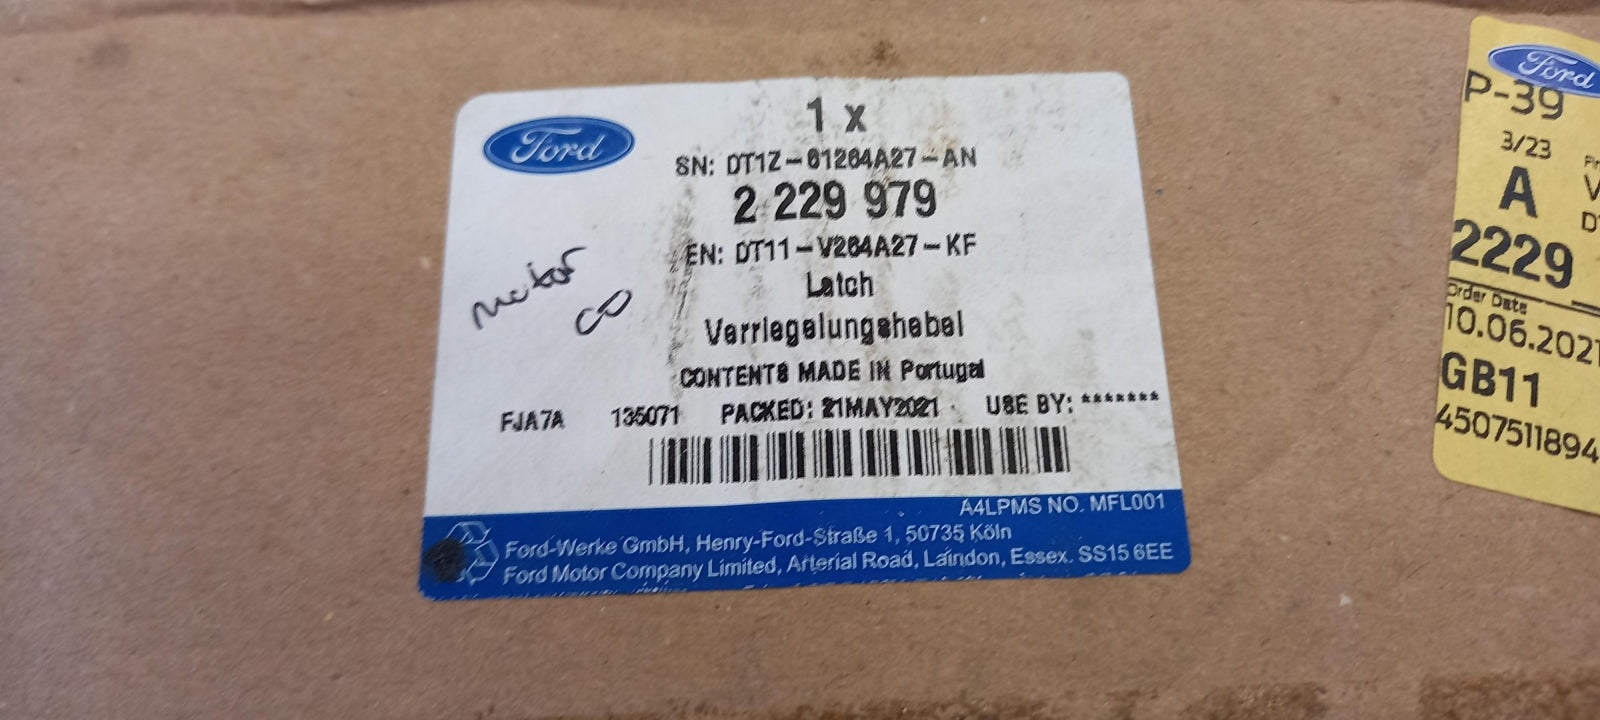 Ford
1 x
SN: DT1Z-61264A27-AN
2 229 979
EN: DT11-V264A27-KF
Latch
Verriegelungshebel
CONTENTS MADE IN Portugal
FJA7A 135071 PACKED: 21MAY2021 USE BY: *******
A4LPMS NO. MFL001
Ford-Werke GmbH, Henry-Ford-Straße 1, 50735 Köln
Ford Motor Company Limited, Arterial Road, Laindon, Essex. SS15 6EE
Ford
P-39
3/23
A
2229
Order Date
10.06.2021
GB11
4507511894